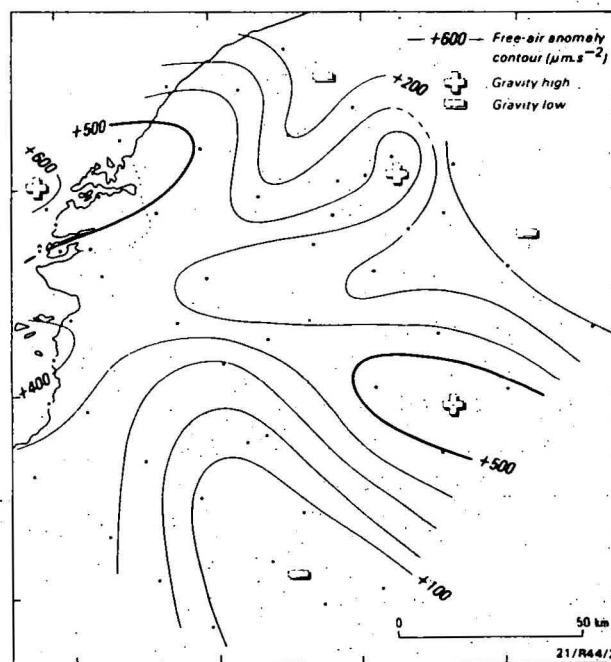 +600 Free-air anomaly
contour (µm.s⁻²)
Gravity high
Gravity low
+200
+500
+600
+400
+500
+100
0 50 km
21/R44/